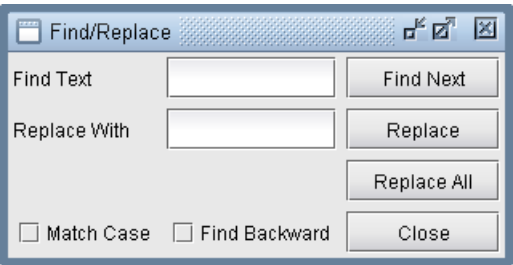 Find/Replace
Find Text Find Next
Replace With Replace
Replace All
Match Case Find Backward Close